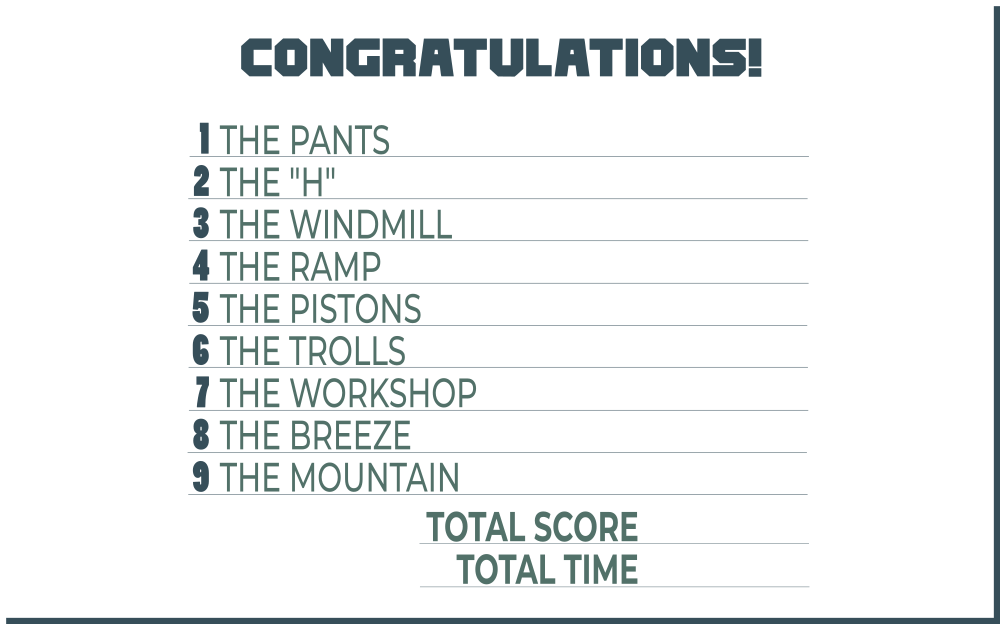 CONGRATULATIONS!
1 THE PANTS
2 THE "H"
3 THE WINDMILL
4 THE RAMP
5 THE PISTONS
6 THE TROLLS
7 THE WORKSHOP
8 THE BREEZE
9 THE MOUNTAIN
TOTAL SCORE
TOTAL TIME